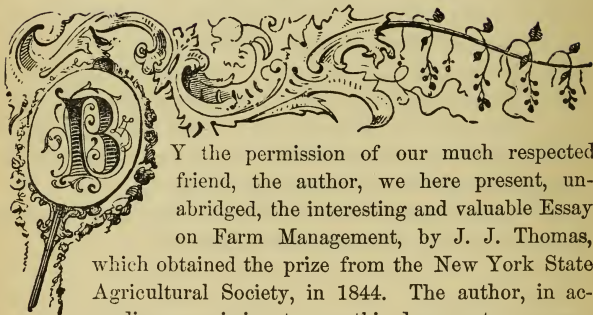 BY the permission of our much respected
friend, the author, we here present, un-
abridged, the interesting and valuable Essay
on Farm Management, by J. J. Thomas,
which obtained the prize from the New York State
Agricultural Society, in 1844. The author, in ac-